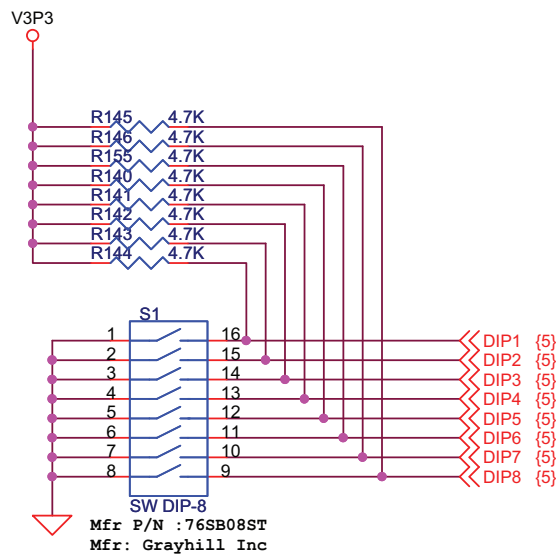 V3P3
R145 4.7K
R146 4.7K
R155 4.7K
R140 4.7K
R141 4.7K
R142 4.7K
R143 4.7K
R144 4.7K
S1
1 16 DIP1 {5}
2 15 DIP2 {5}
3 14 DIP3 {5}
4 13 DIP4 {5}
5 12 DIP5 {5}
6 11 DIP6 {5}
7 10 DIP7 {5}
8 9 DIP8 {5}
SW DIP-8
Mfr P/N :76SB08ST
Mfr: Grayhill Inc